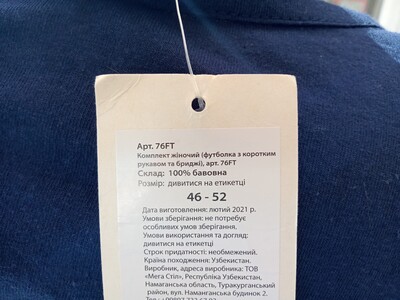 Арт. 76FT
Комплект жіночий (футболка з коротким
рукавом та бриджі), арт. 76FT
Склад: 100% бавовна
Розмір: дивитися на етикетці
46 - 52
Дата виготовлення: лютий 2021 р.
Умови зберігання: не потребує
особливих умов зберігання.
Умови використання та догляд:
дивитися на етикетці
Строк придатності: необмежений.
Країна походження: Узбекистан.
Виробник, адреса виробника: ТОВ
«Мега Стіл», Республіка Узбекистан,
Наманганська область, Туракурганський
район, вул. Наманганська будинок 2.